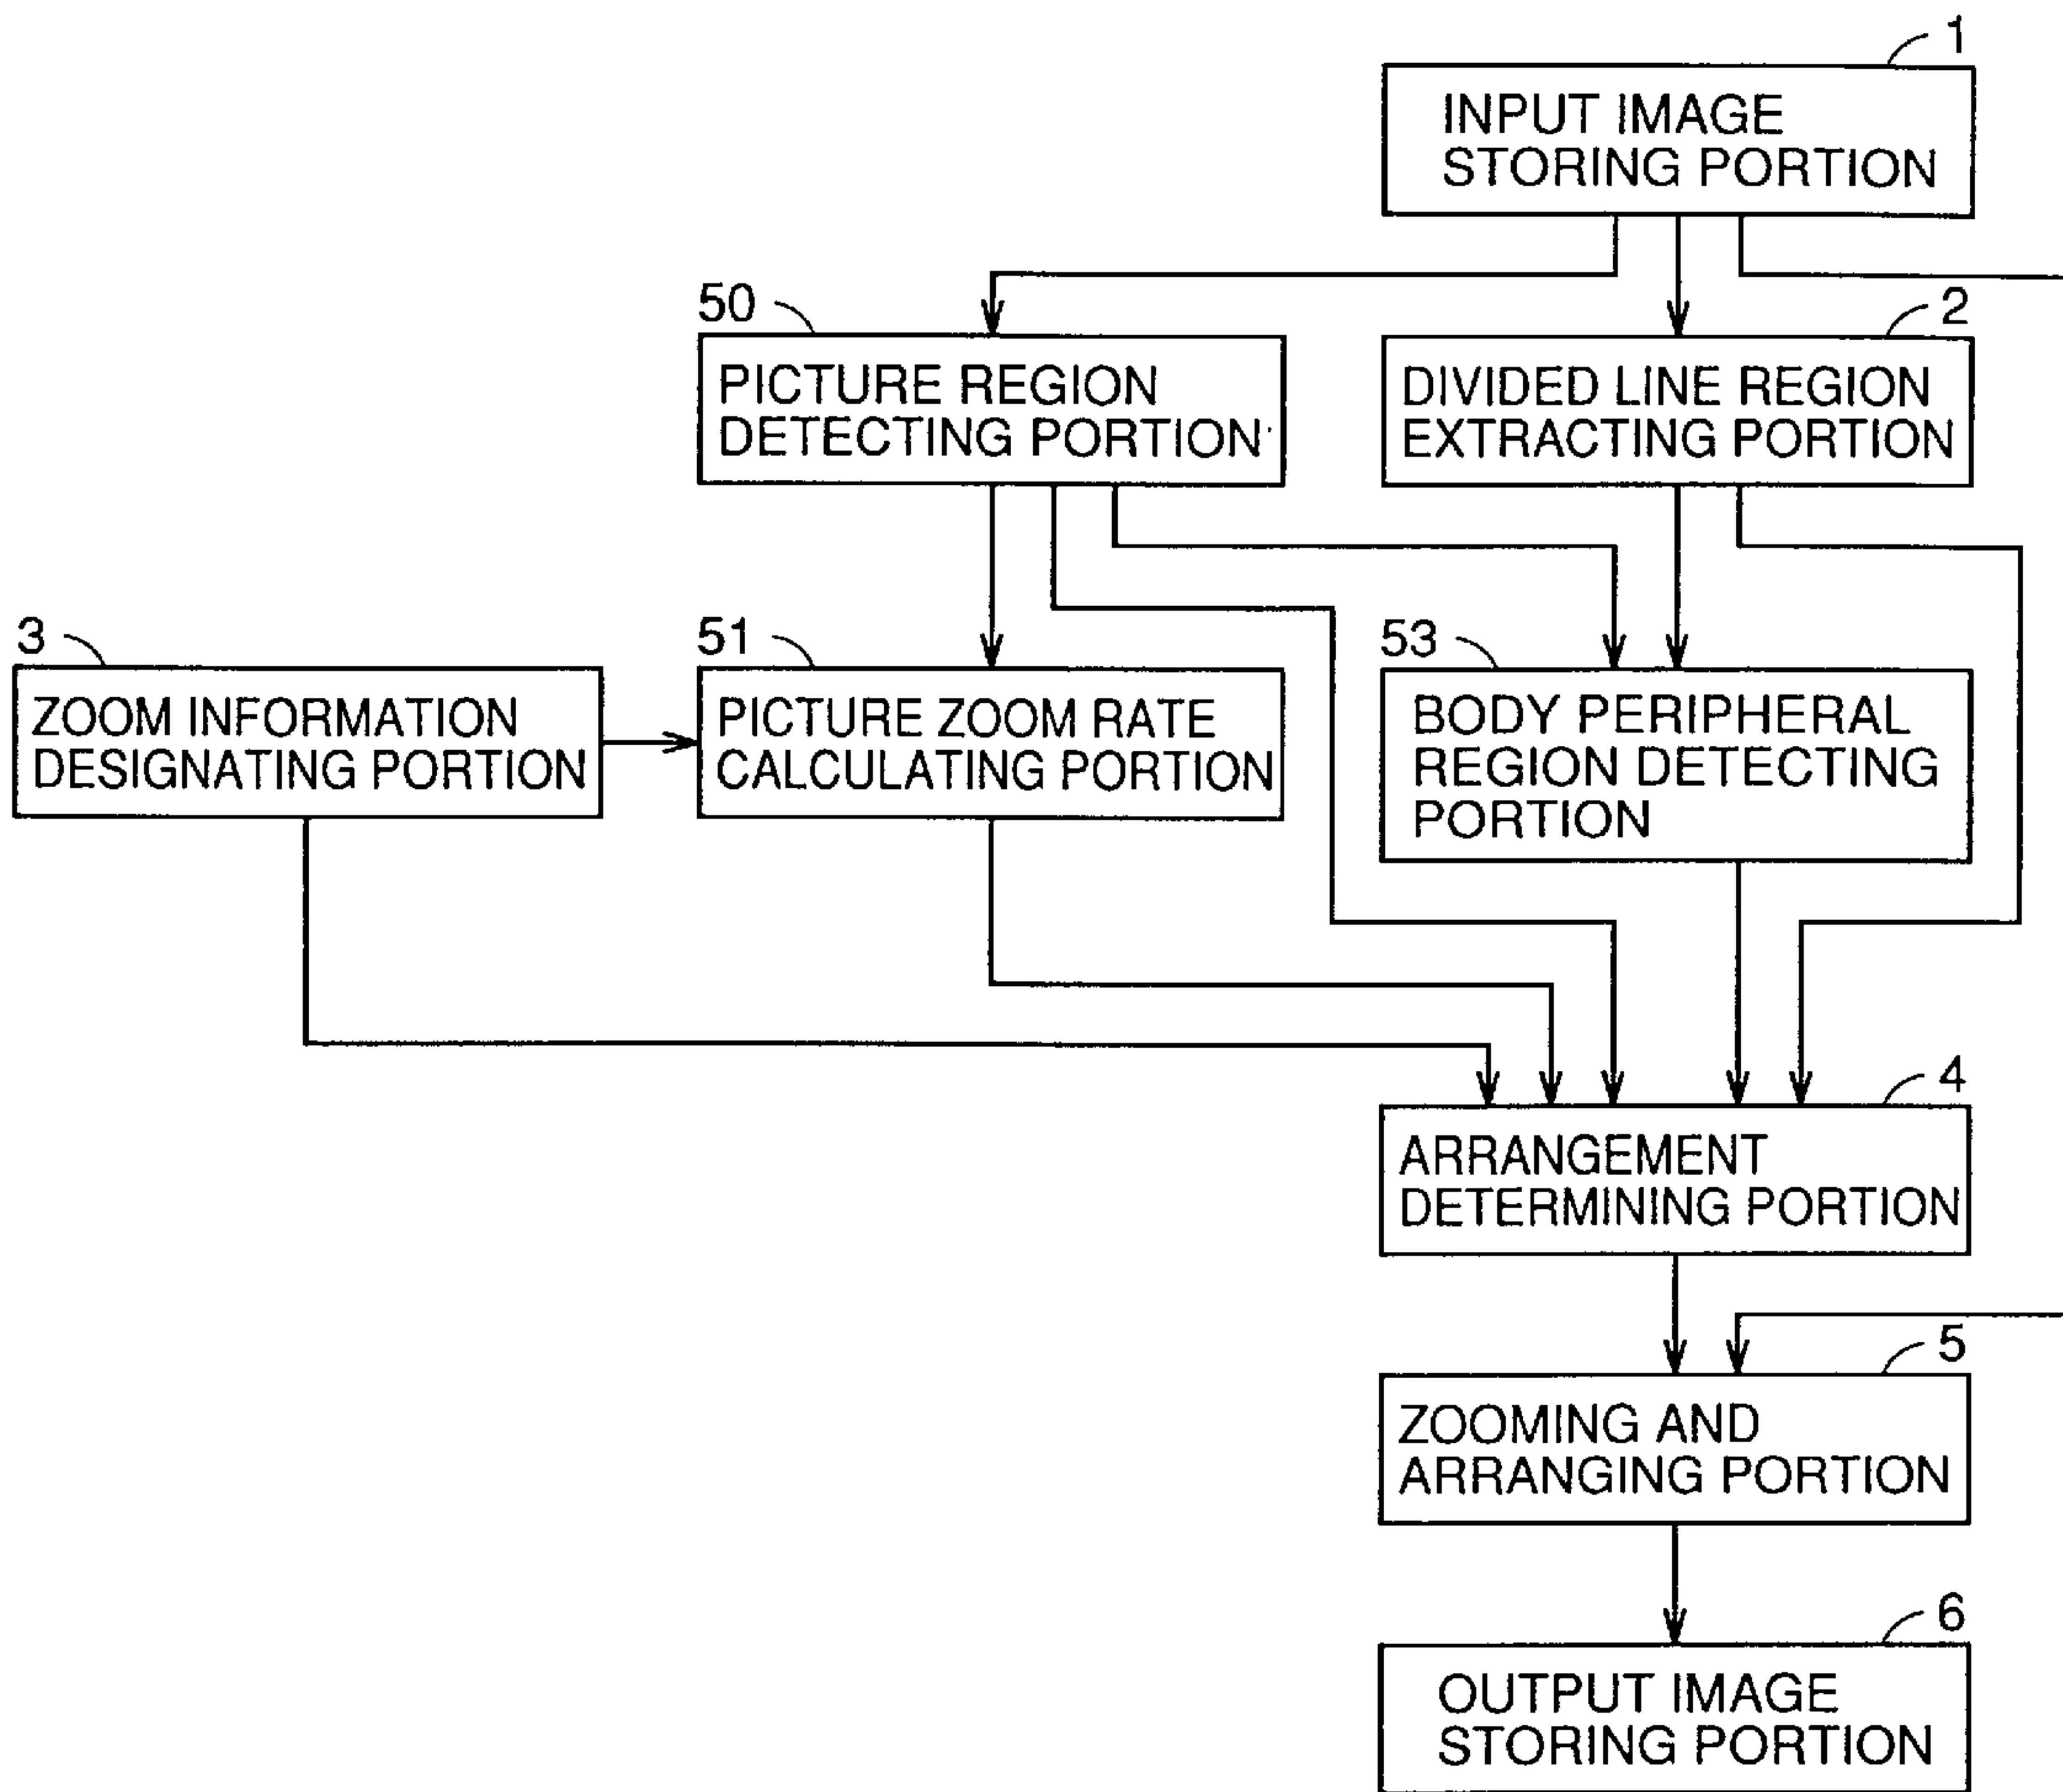 1
INPUT IMAGE
STORING PORTION
50
PICTURE REGION
DETECTING PORTION
2
DIVIDED LINE REGION
EXTRACTING PORTION
3
ZOOM INFORMATION
DESIGNATING PORTION
51
PICTURE ZOOM RATE
CALCULATING PORTION
53
BODY PERIPHERAL
REGION DETECTING
PORTION
4
ARRANGEMENT
DETERMINING PORTION
5
ZOOMING AND
ARRANGING PORTION
6
OUTPUT IMAGE
STORING PORTION